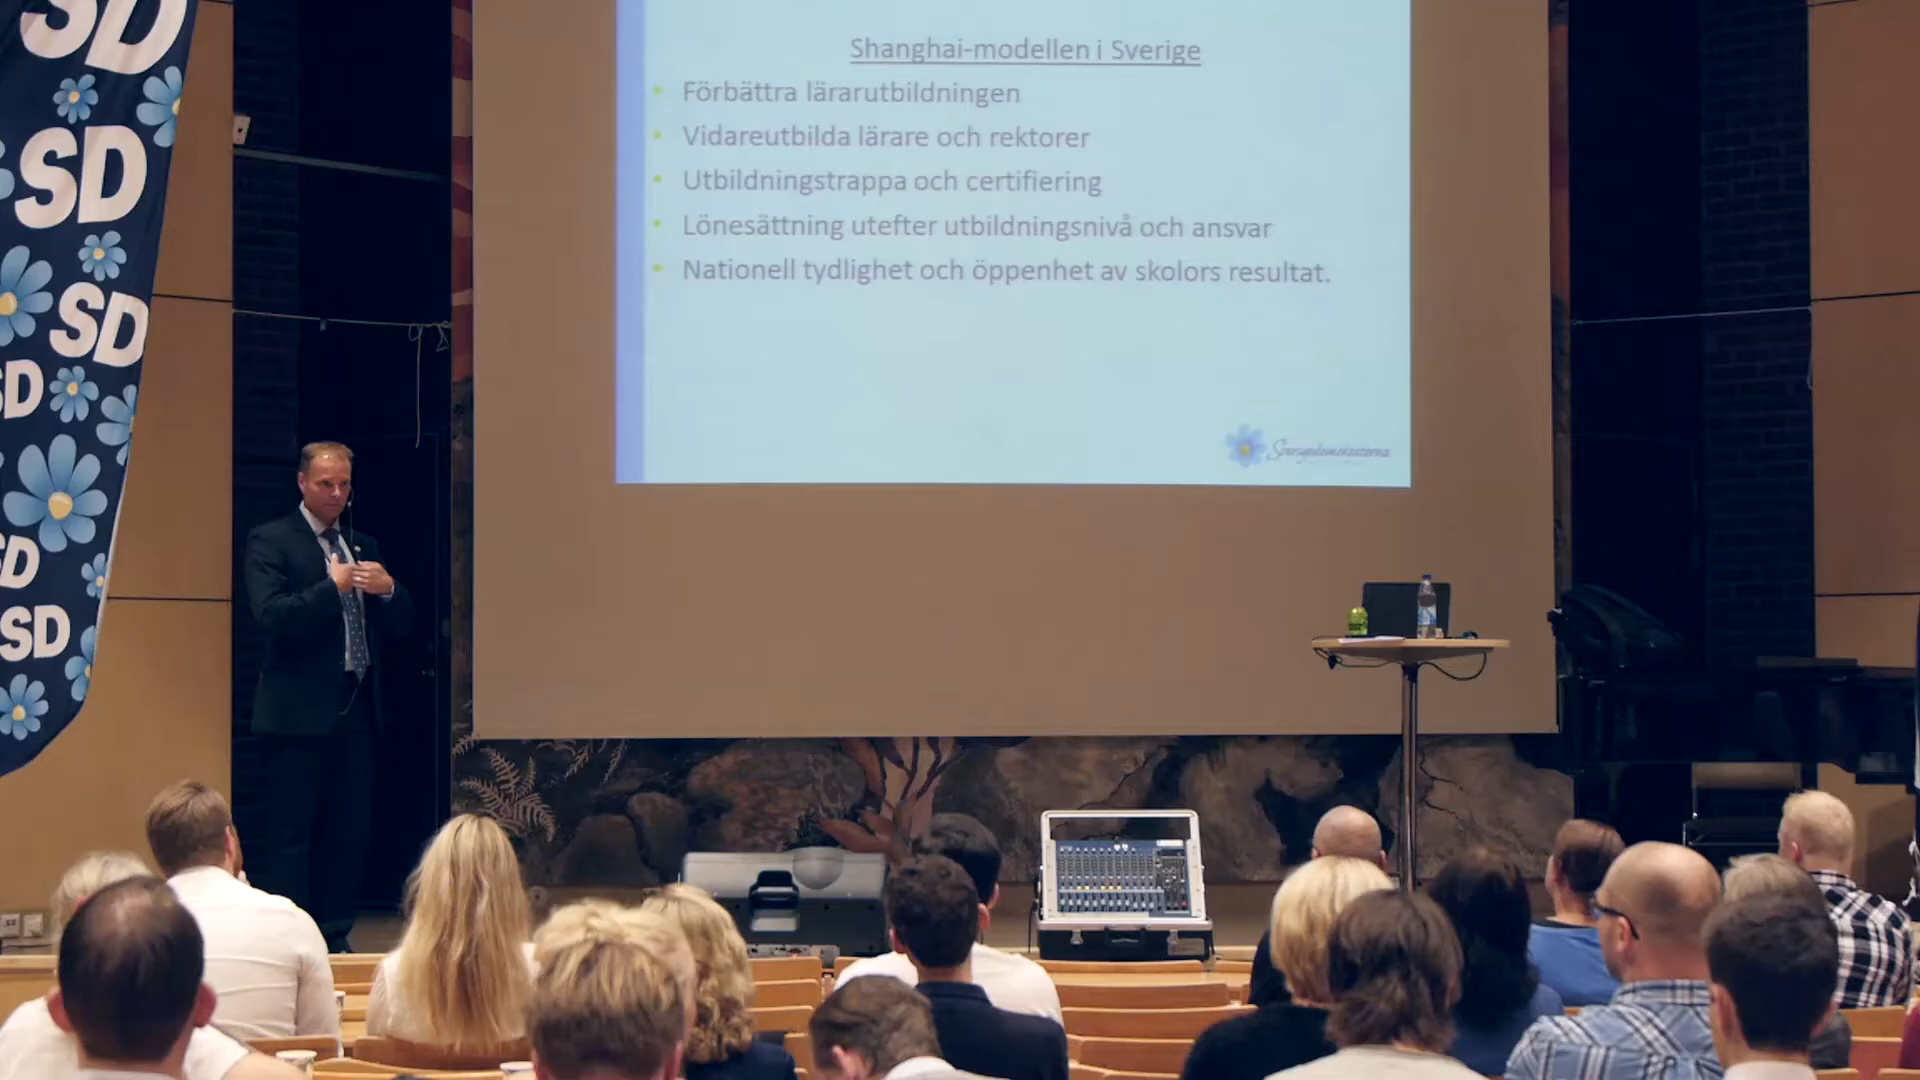 SD
SD
SD
SD
SD
SD
Shanghai-modellen i Sverige
Förbättra lärarutbildningen
Vidareutbilda lärare och rektorer
Utbildningstrappa och certifiering
Lönesättning utefter utbildningsnivå och ansvar
Nationell tydlighet och öppenhet av skolors resultat.
Sverigedemokraterna